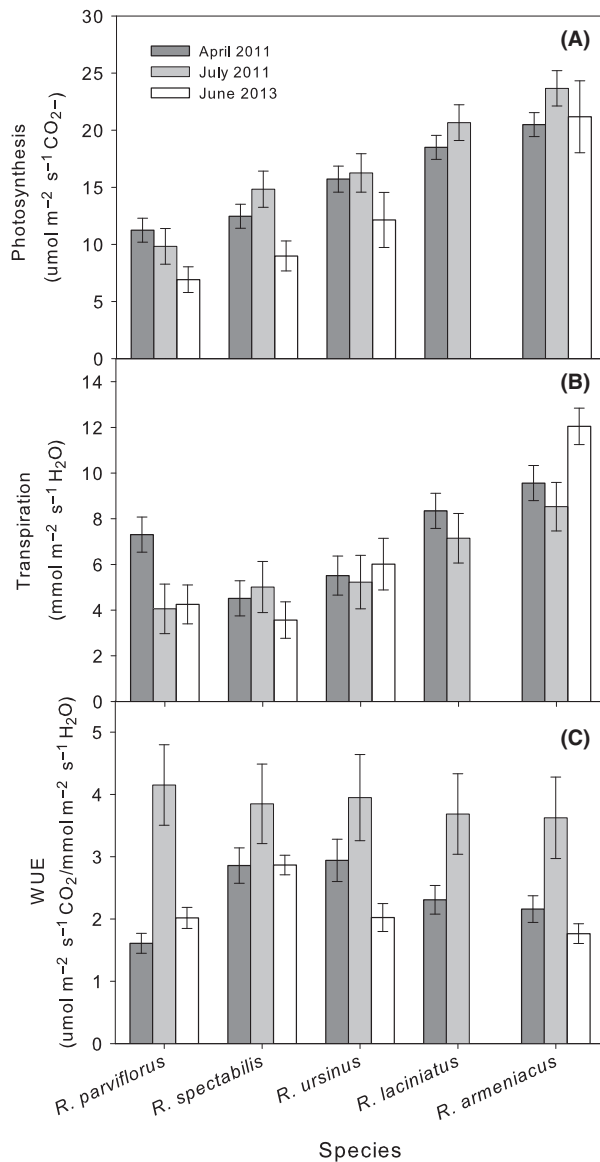 30
(A)
April 2011
July 2011
June 2013
25
20
15
10
5
0
Photosynthesis
(umol m−2 s−1 CO2−)
14
(B)
12
10
8
6
4
2
0
Transpiration
(mmol m−2 s−1 H2O)
5
(C)
4
3
2
1
0
WUE
(umol m−2 s−1 CO2/mmol m−2 s−1 H2O)
R. parviflorus
R. spectabilis
R. ursinus
R. laciniatus
R. armeniacus
Species